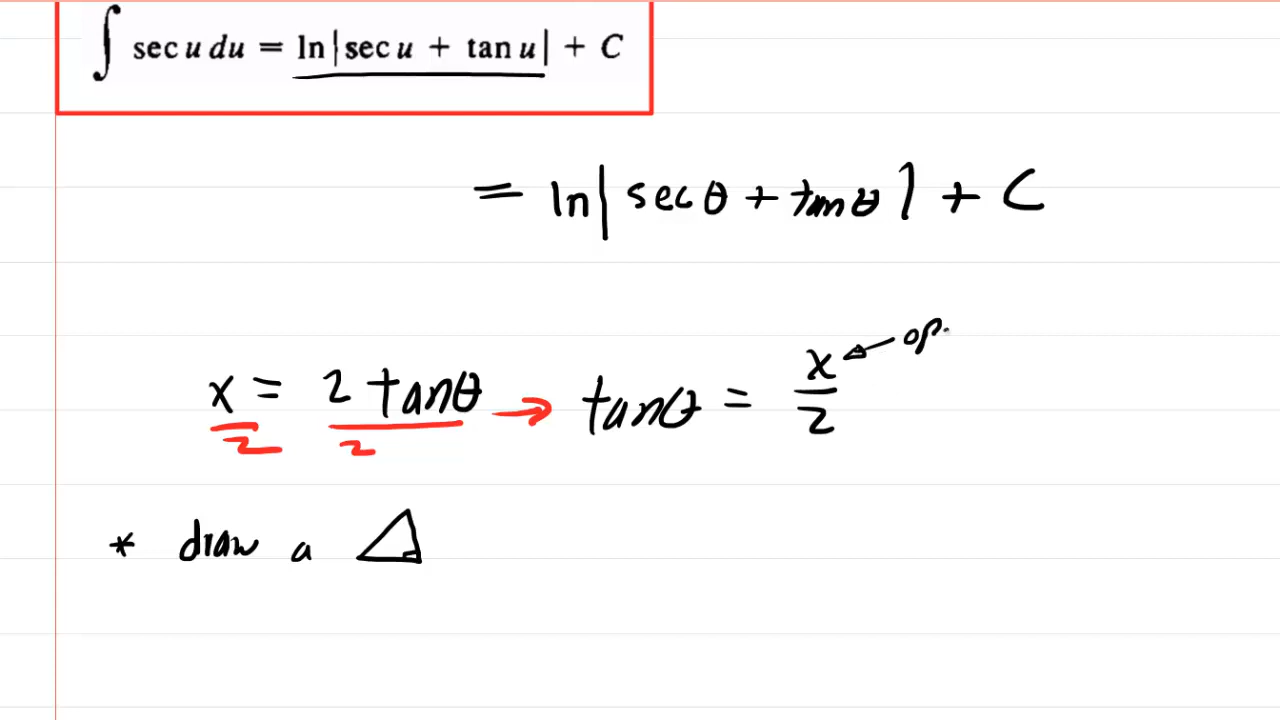 ∫ sec u du = ln|sec u + tan u| + C
= ln| secθ + tanθ | + C
x = 2 tanθ → tanθ = x/2 ← op.
2 2
* draw a